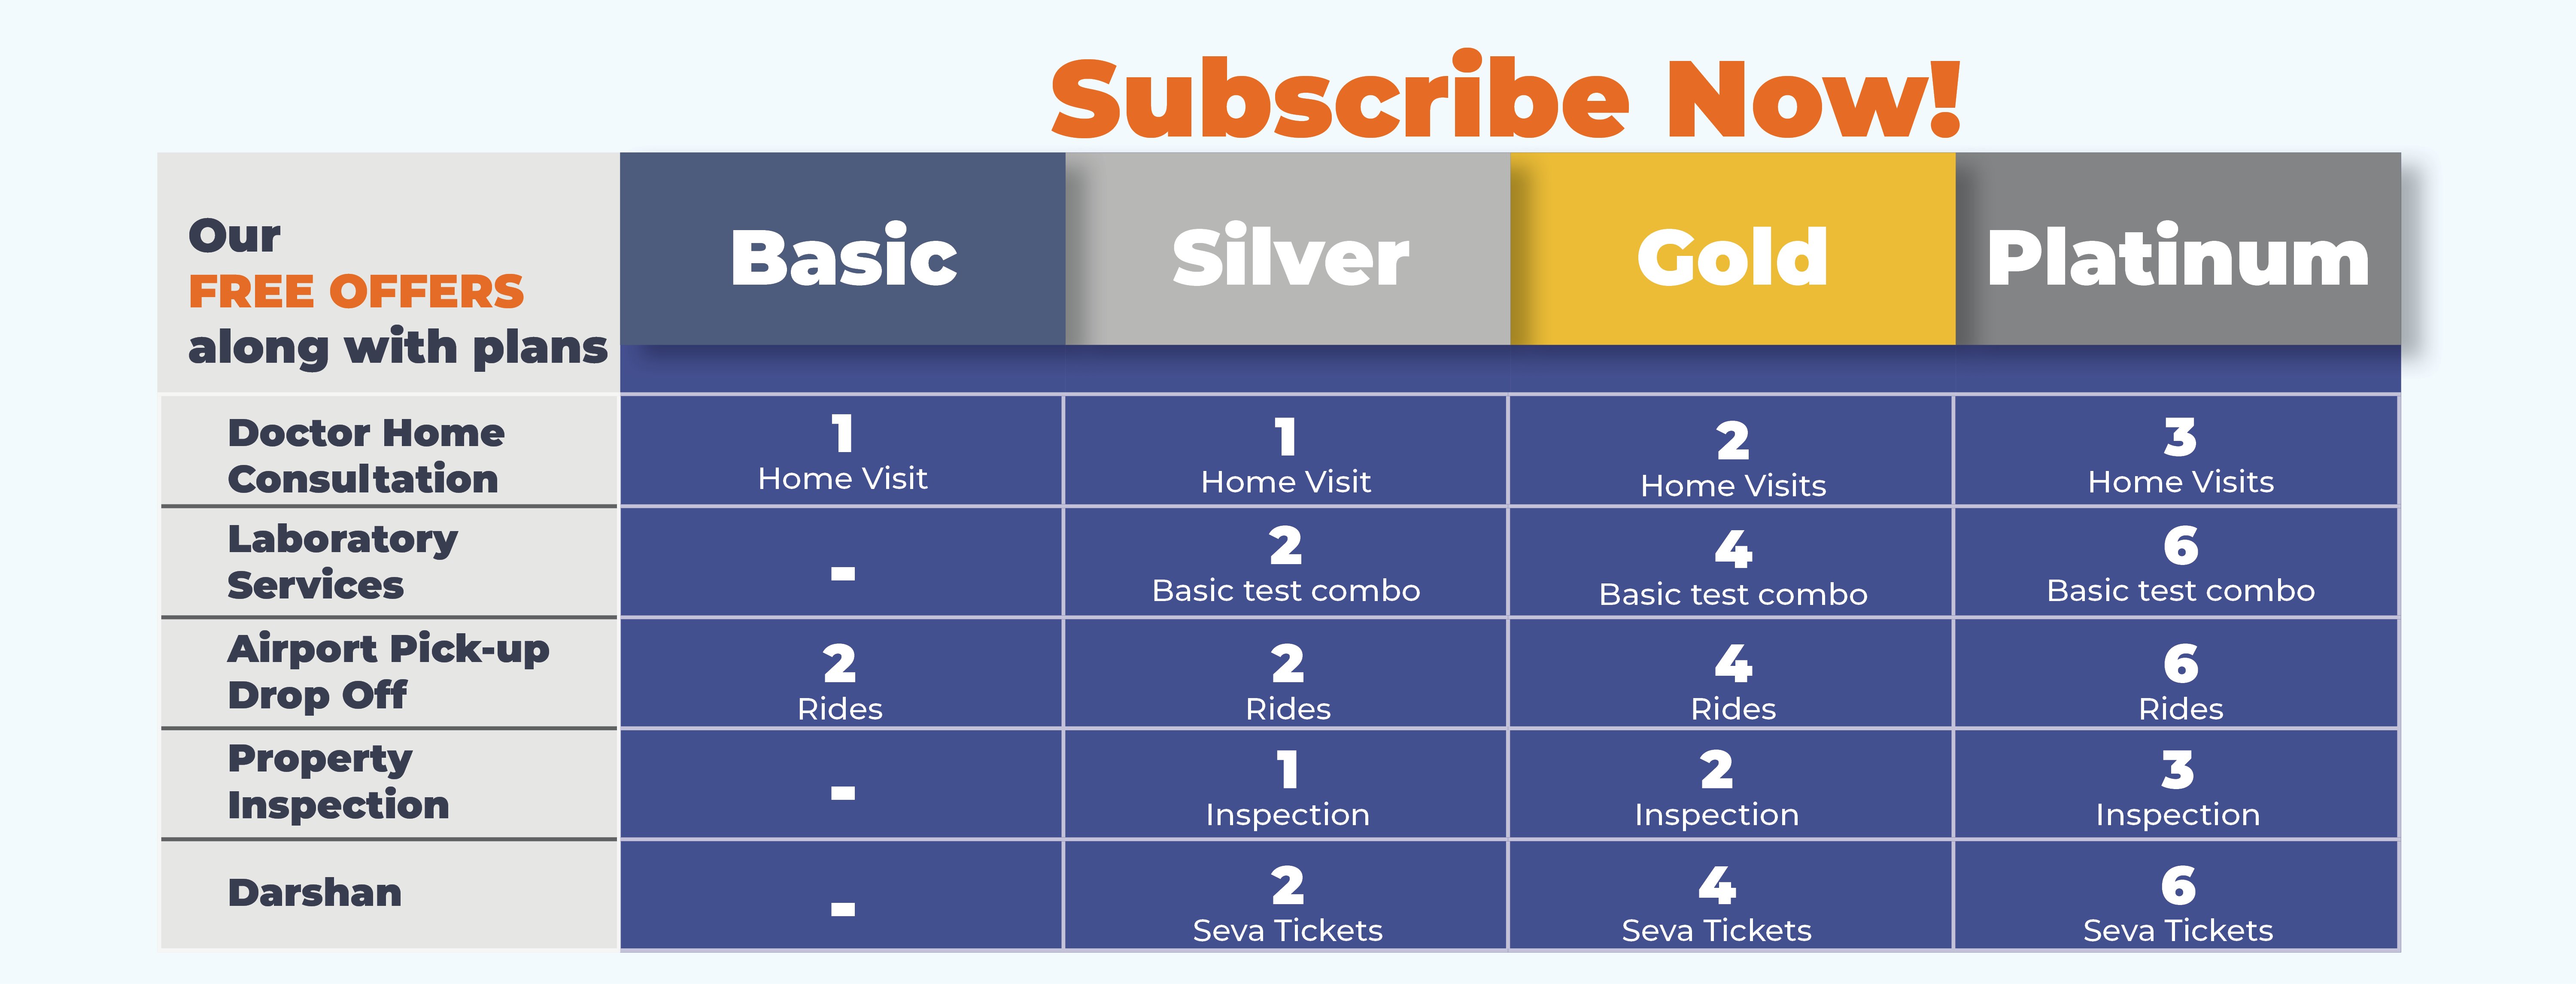 Subscribe Now!
Our
FREE OFFERS
along with plans
Basic
Silver
Gold
Platinum
Doctor Home
Consultation
1
Home Visit
1
Home Visit
2
Home Visits
3
Home Visits
Laboratory
Services
-
2
Basic test combo
4
Basic test combo
6
Basic test combo
Airport Pick-up
Drop Off
2
Rides
2
Rides
4
Rides
6
Rides
Property
Inspection
-
1
Inspection
2
Inspection
3
Inspection
Darshan
-
2
Seva Tickets
4
Seva Tickets
6
Seva Tickets